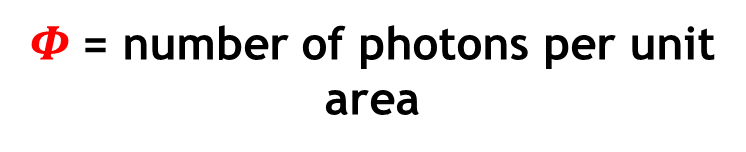 Φ = number of photons per unit
area